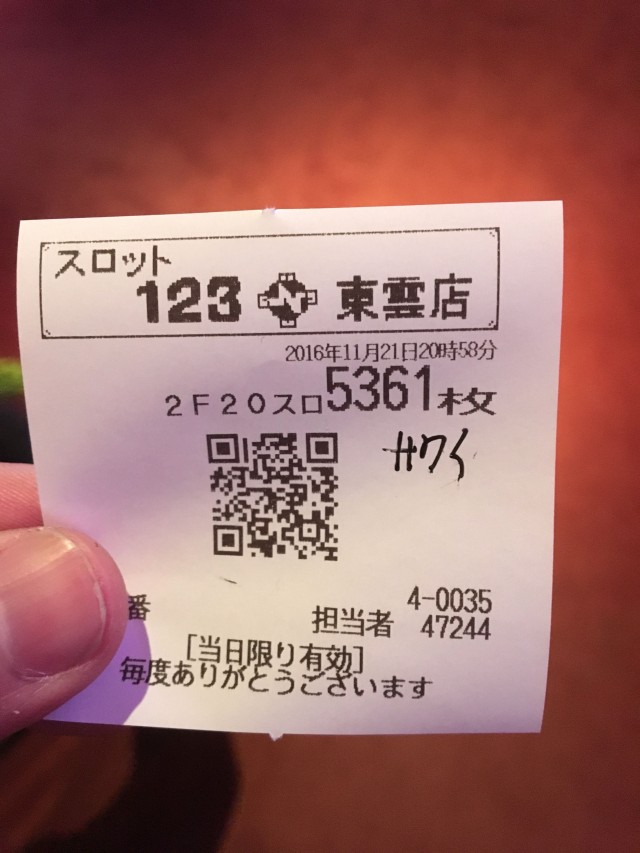 スロット
123 東雲店
2016年11月21日20時58分
2F20スロ5361枚
番 4-0035
担当者 47244
[当日限り有効]
毎度ありがとうございます